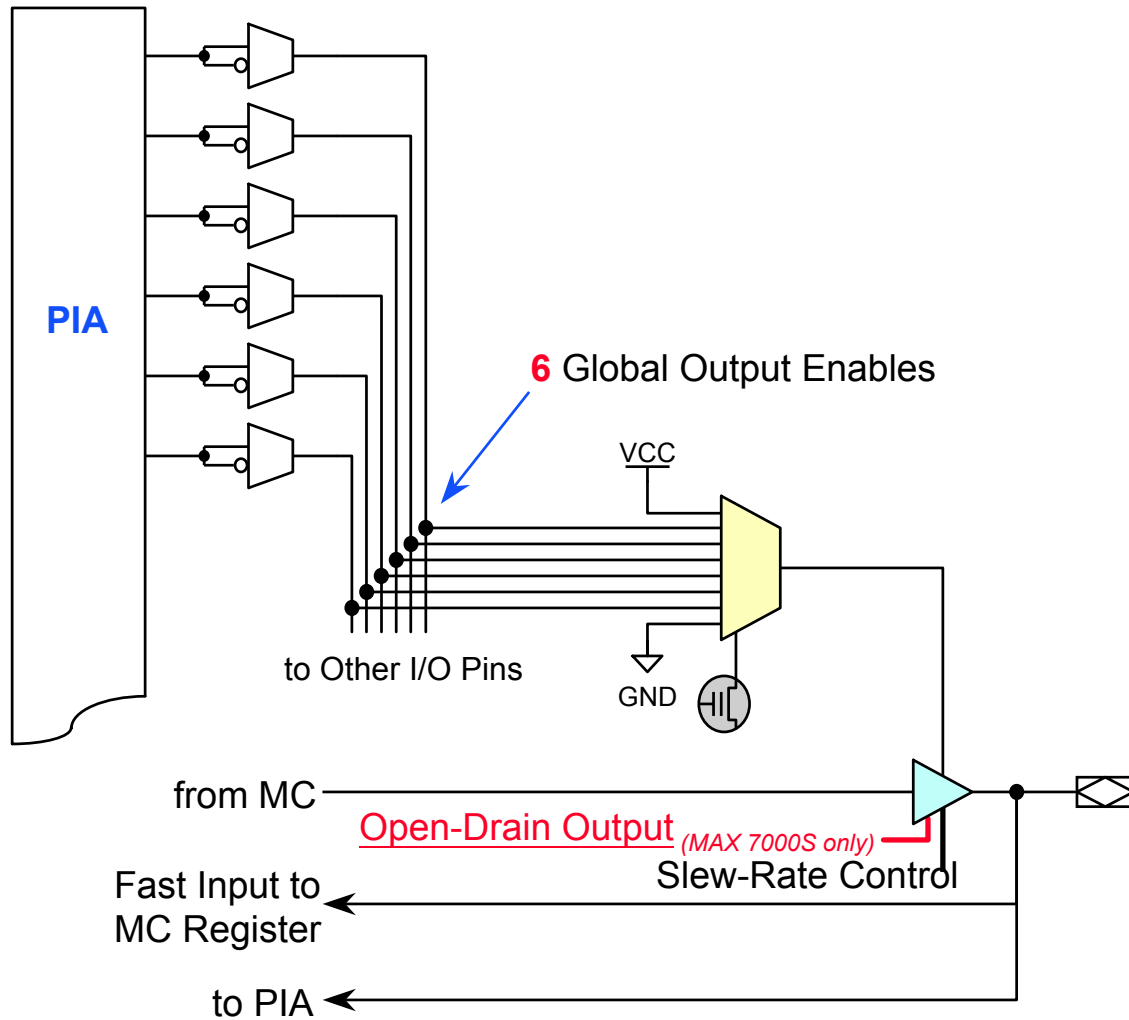 PIA
6 Global Output Enables
VCC
to Other I/O Pins
GND
from MC
Open-Drain Output (MAX 7000S only)
Slew-Rate Control
Fast Input to
MC Register
to PIA